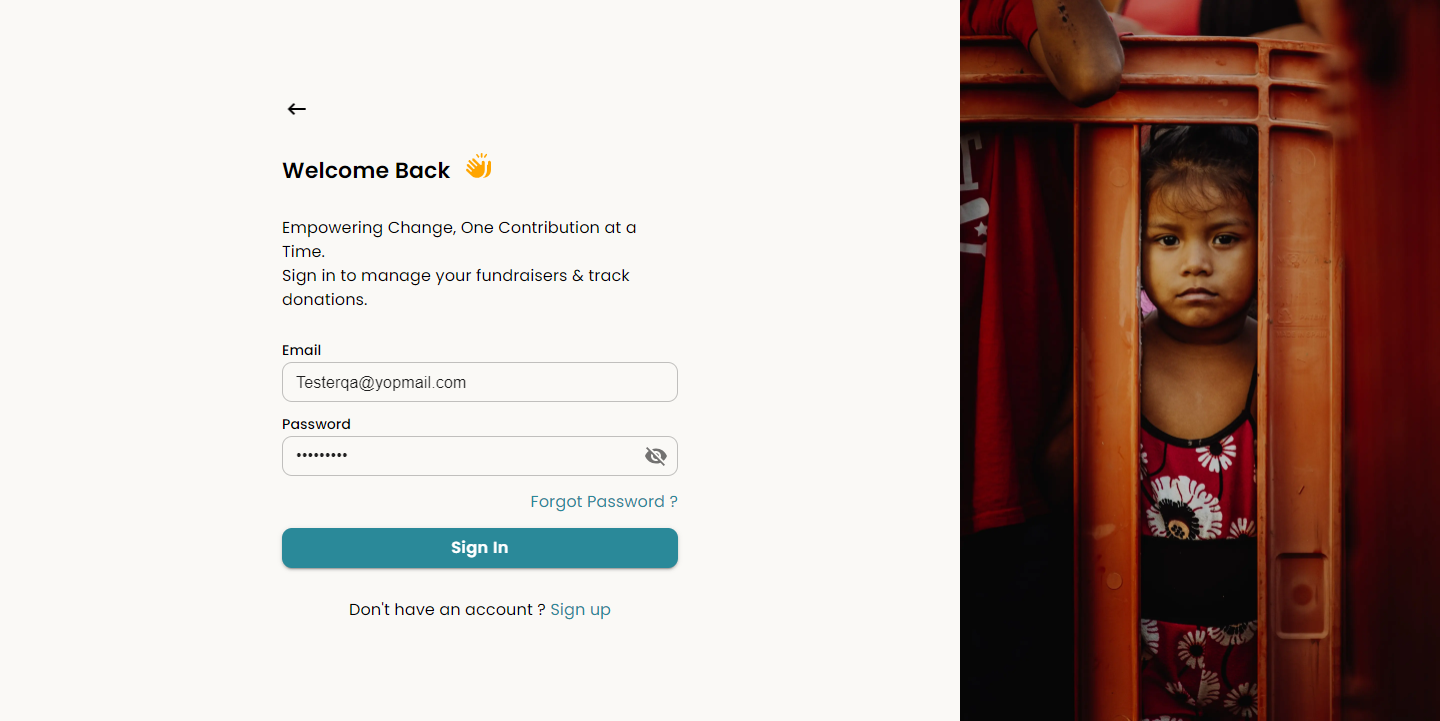 Welcome Back
Empowering Change, One Contribution at a
Time.
Sign in to manage your fundraisers & track
donations.
Email
Testerqa@yopmail.com
Password
•••••••••
Forgot Password ?
Sign In
Don't have an account ? Sign up